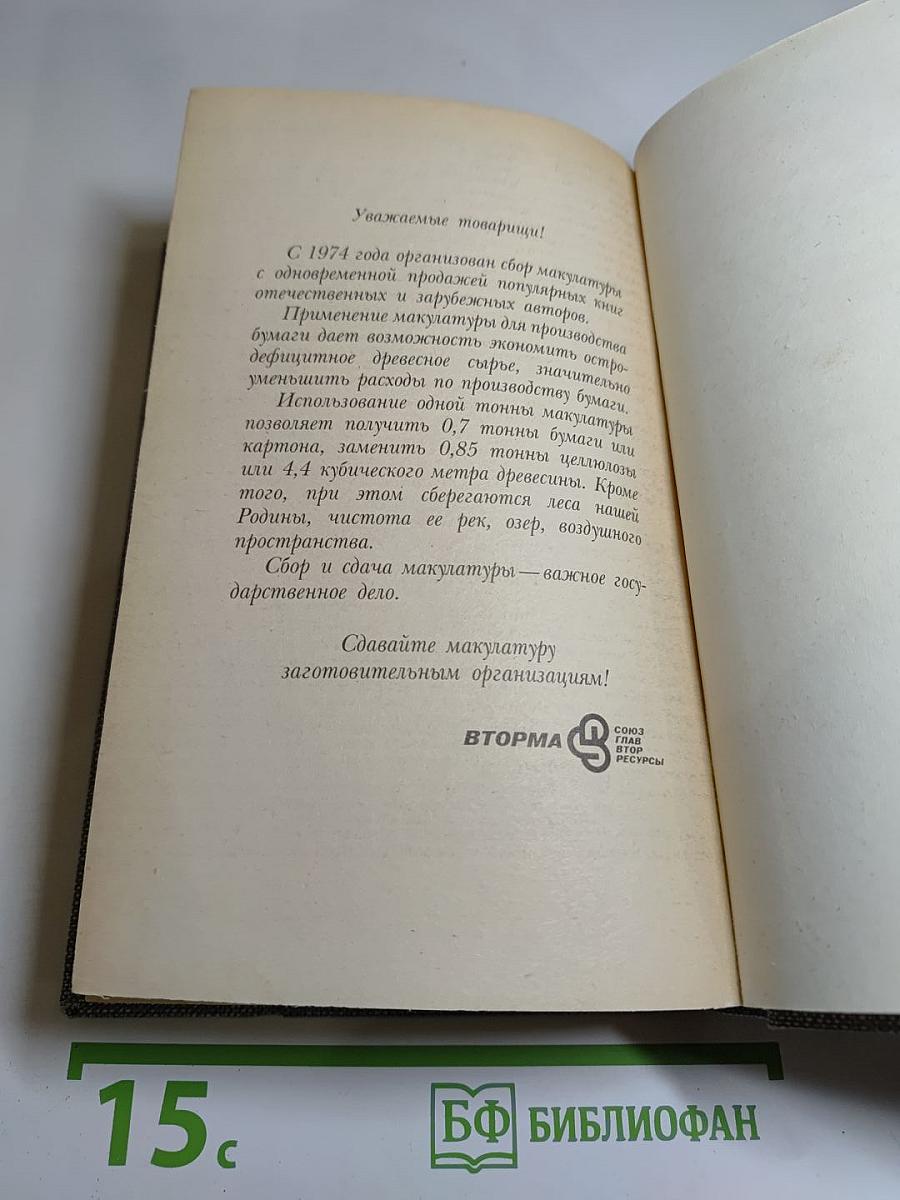 Уважаемые товарищи!
С 1974 года организован сбор макулатуры
с одновременной продажей популярных книг
отечественных и зарубежных авторов.
Применение макулатуры для производства
бумаги дает возможность экономить остро-
дефицитное древесное сырье, значительно
уменьшить расходы по производству бумаги.
Использование одной тонны макулатуры
позволяет получить 0,7 тонны бумаги или
картона, заменить 0,85 тонны целлюлозы
или 4,4 кубического метра древесины. Кроме
того, при этом сберегаются леса нашей
Родины, чистота ее рек, озер, воздушного
пространства.
Сбор и сдача макулатуры — важное госу-
дарственное дело.
Сдавайте макулатуру
заготовительным организациям!
ВТОРМА
СОЮЗ
ГЛАВ
ВТОР
РЕСУРСЫ
15 с
БФ БИБЛИОФАН